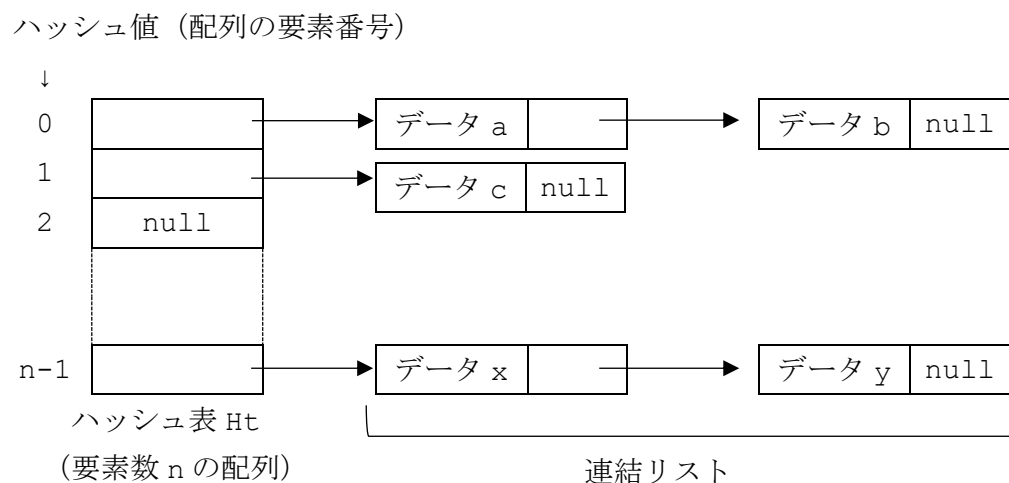 ハッシュ値（配列の要素番号）
↓
0 データ a データ b null
1 データ c null
2 null
n-1 データ x データ y null
ハッシュ表 Ht
（要素数 n の配列）
連結リスト